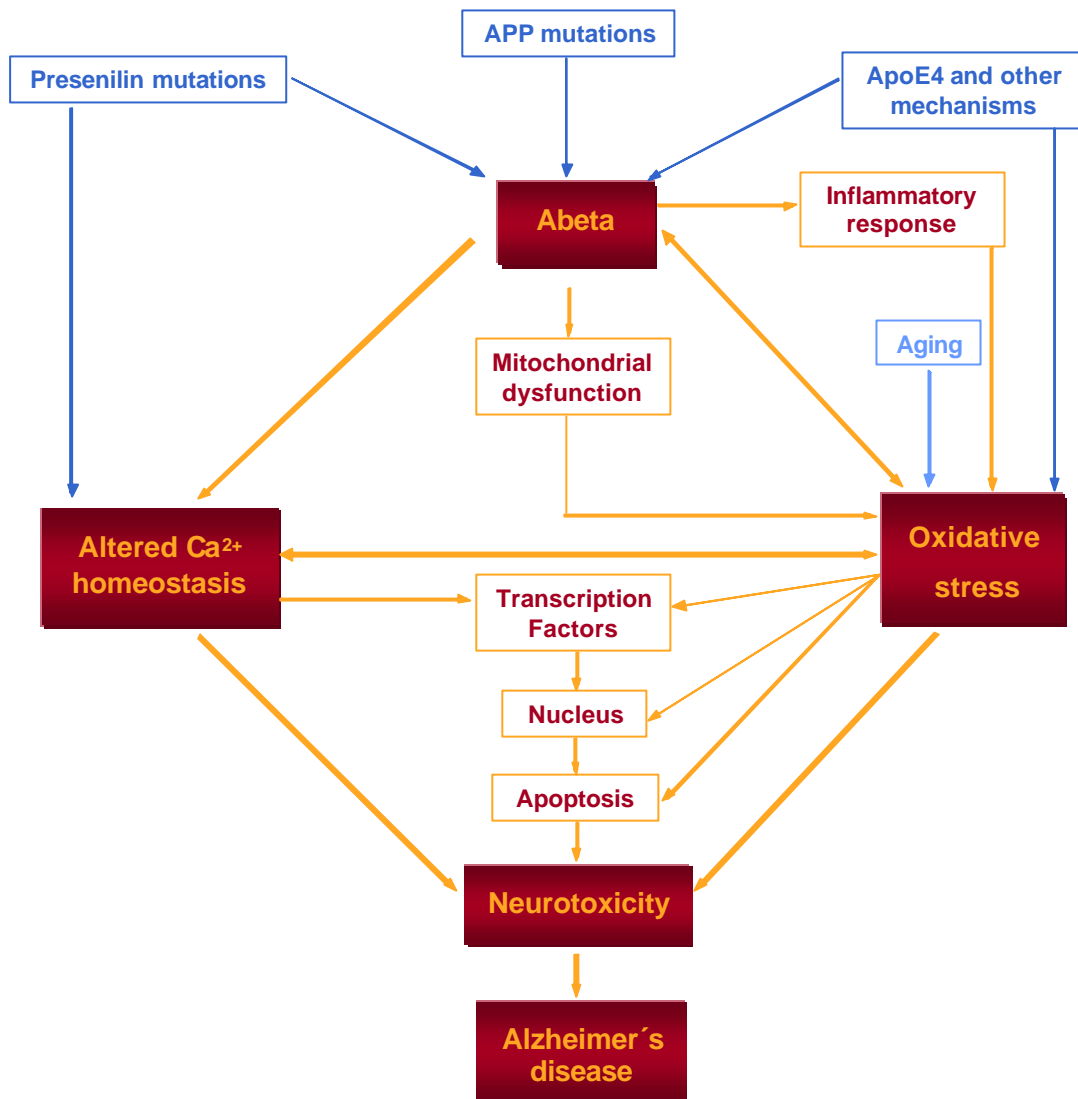 APP mutations
Presenilin mutations
ApoE4 and other
mechanisms
Abeta
Inflammatory
response
Aging
Mitochondrial
dysfunction
Altered Ca²⁺
homeostasis
Oxidative
stress
Transcription
Factors
Nucleus
Apoptosis
Neurotoxicity
Alzheimer´s
disease